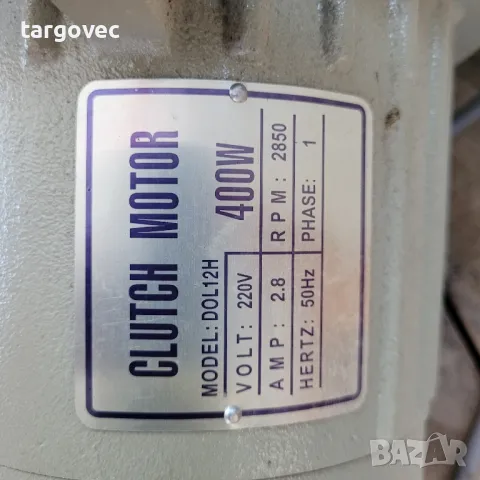 targovec
CLUTCH MOTOR
MODEL: DOL12H 400W
VOLT: 220V
AMP: 2.8 RPM: 2850
HERTZ: 50Hz PHASE: 1
BAZAR